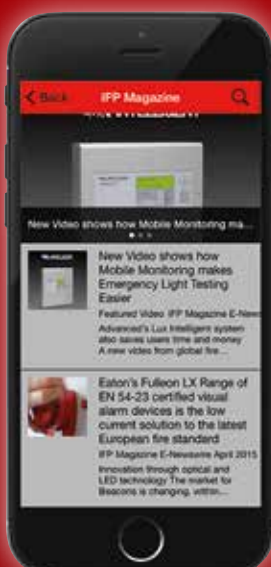 Back IFP Magazine
New Video shows how Mobile Monitoring ma...
New Video shows how
Mobile Monitoring makes
Emergency Light Testing
Easier
Featured Video IFP Magazine E-New
Advanced's Lux Intelligent system
also saves users time and money
A new video from global fire...
Eaton's Fulleon LX Range of
EN 54-23 certified visual
alarm devices is the low
current solution to the latest
European fire standard
IFP Magazine E-Newswire April 2015
Innovation through optical and
LED technology The market for
Beacons is changing, within...